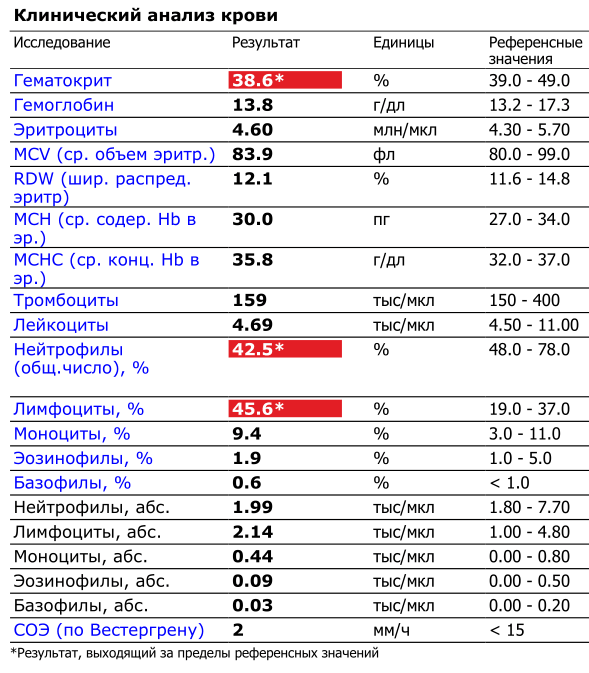 Клинический анализ крови
Исследование Результат Единицы Референсные
значения
Гематокрит 38.6* % 39.0 - 49.0
Гемоглобин 13.8 г/дл 13.2 - 17.3
Эритроциты 4.60 млн/мкл 4.30 - 5.70
MCV (ср. объем эритр.) 83.9 фл 80.0 - 99.0
RDW (шир. распред.
эритр) 12.1 % 11.6 - 14.8
MCH (ср. содер. Hb в
эр.) 30.0 пг 27.0 - 34.0
MCHC (ср. конц. Hb в
эр.) 35.8 г/дл 32.0 - 37.0
Тромбоциты 159 тыс/мкл 150 - 400
Лейкоциты 4.69 тыс/мкл 4.50 - 11.00
Нейтрофилы 42.5* % 48.0 - 78.0
(общ.число), %
Лимфоциты, % 45.6* % 19.0 - 37.0
Моноциты, % 9.4 % 3.0 - 11.0
Эозинофилы, % 1.9 % 1.0 - 5.0
Базофилы, % 0.6 % < 1.0
Нейтрофилы, абс. 1.99 тыс/мкл 1.80 - 7.70
Лимфоциты, абс. 2.14 тыс/мкл 1.00 - 4.80
Моноциты, абс. 0.44 тыс/мкл 0.00 - 0.80
Эозинофилы, абс. 0.09 тыс/мкл 0.00 - 0.50
Базофилы, абс. 0.03 тыс/мкл 0.00 - 0.20
СОЭ (по Вестергрену) 2 мм/ч < 15
*Результат, выходящий за пределы референсных значений